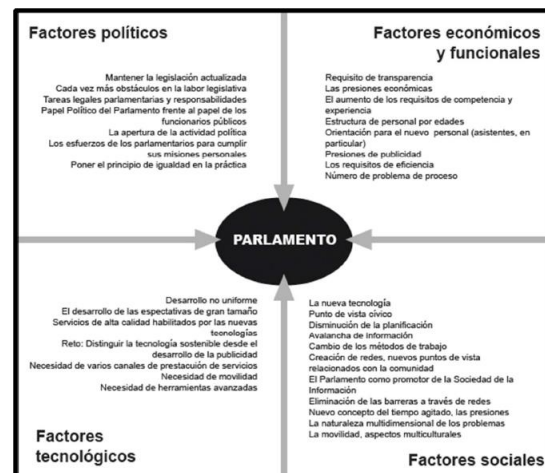 Factores políticos
Mantener la legislación actualizada
Cada vez más obstáculos en la labor legislativa
Tareas legales parlamentarias y responsabilidades
Papel Político del Parlamento frente al papel de los
funcionarios públicos
La apertura de la actividad política
Los esfuerzos de los parlamentarios para cumplir
sus misiones personales
Poner el principio de igualdad en la práctica
Factores económicos
y funcionales
Requisito de transparencia
Las presiones económicas
El aumento de los requisitos de competencia y
experiencia
Estructura de personal por edades
Orientación para el nuevo personal (asistentes, en
particular)
Presiones de publicidad
Los requisitos de eficiencia
Número de problema de proceso
PARLAMENTO
Desarrollo no uniforme
El desarrollo de las espectativas de gran tamaño
Servicios de alta calidad habilitados por las nuevas
tecnologías
Reto: Distinguir la tecnología sostenible desde el
desarrollo de la publicidad
Necesidad de varios canales de prestacuión de servicios
Necesidad de movilidad
Necesidad de herramientas avanzadas
Factores
tecnológicos
La nueva tecnología
Punto de vista cívico
Disminución de la planificación
Avalancha de información
Cambio de los métodos de trabajo
Creación de redes, nuevos puntos de vista
relacionados con la comunidad
El Parlamento como promotor de la Sociedad de la
Información
Eliminación de las barreras a través de redes
Nuevo concepto del tiempo agitado, las presiones
La naturaleza multidimensional de los problemas
La movilidad, aspectos multiculturales
Factores sociales